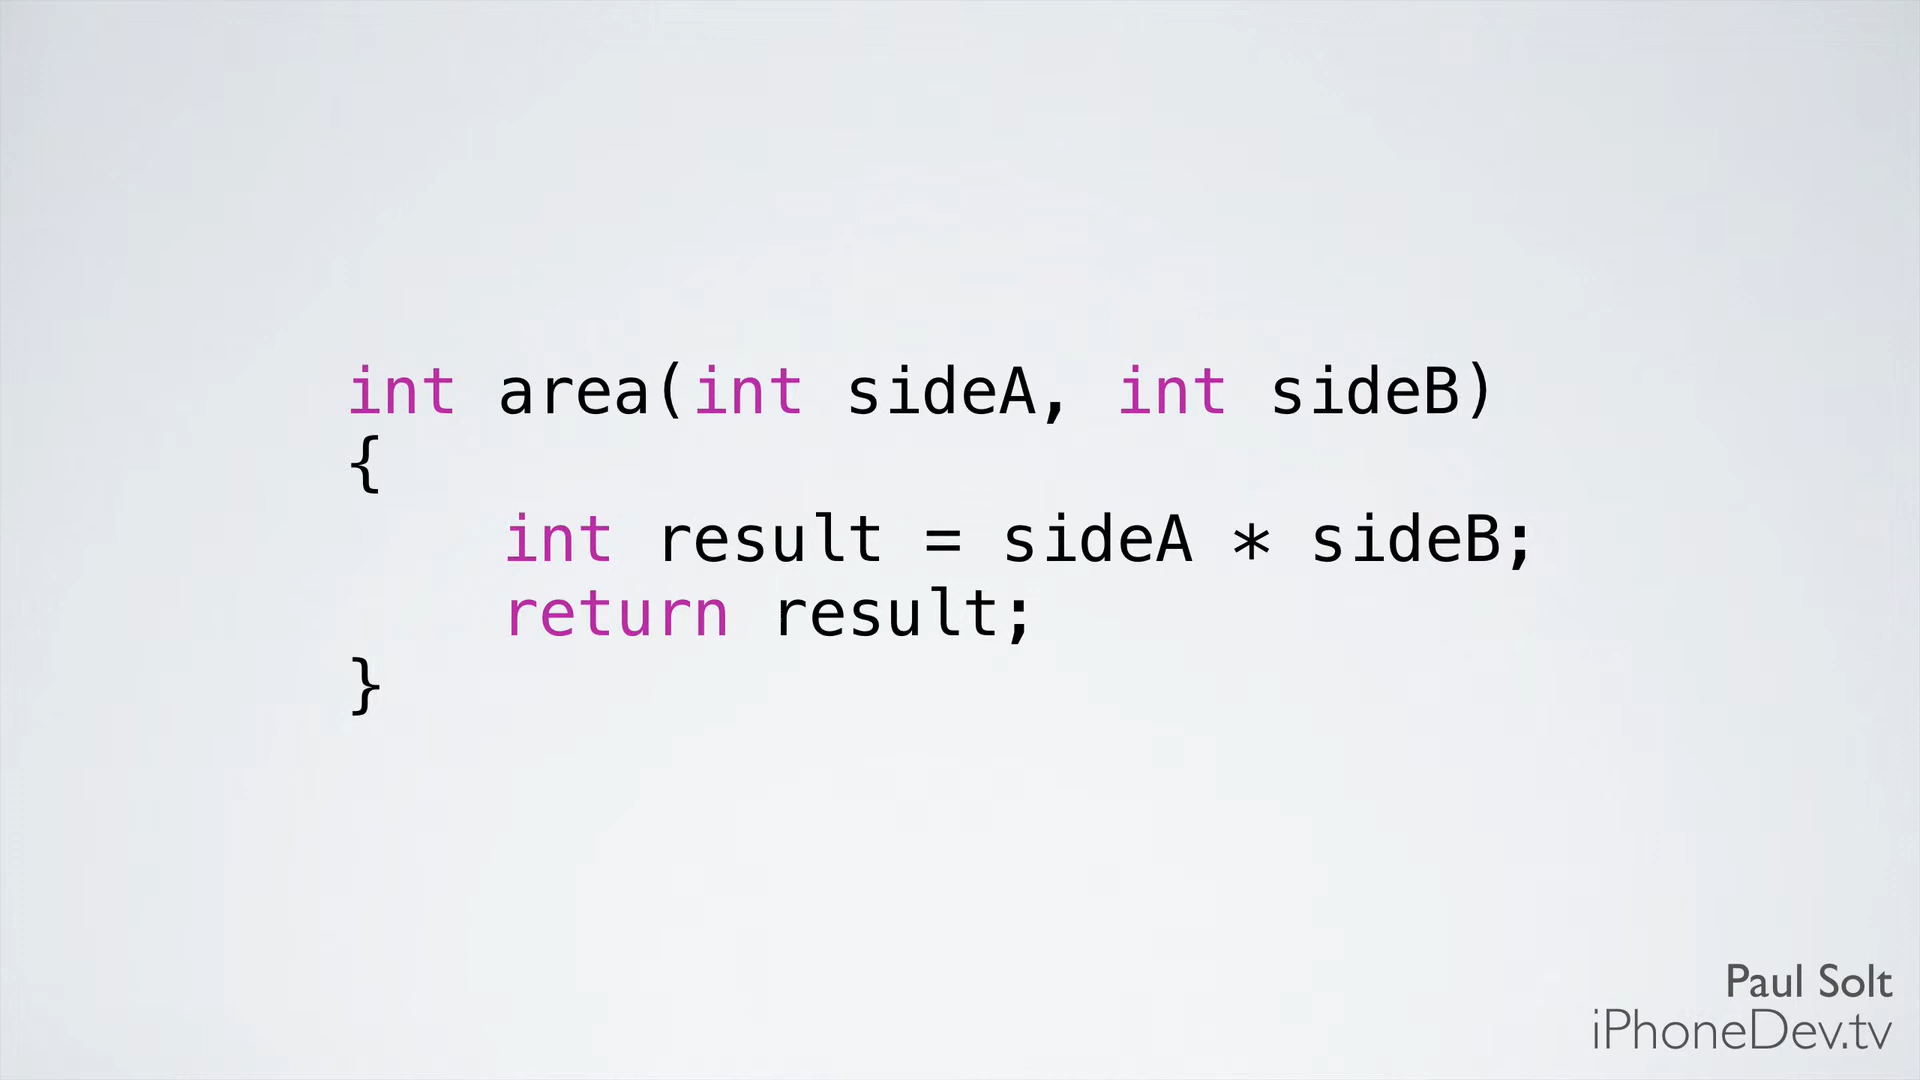 int area(int sideA, int sideB)
{
    int result = sideA * sideB;
    return result;
}
Paul Solt
iPhoneDev.tv